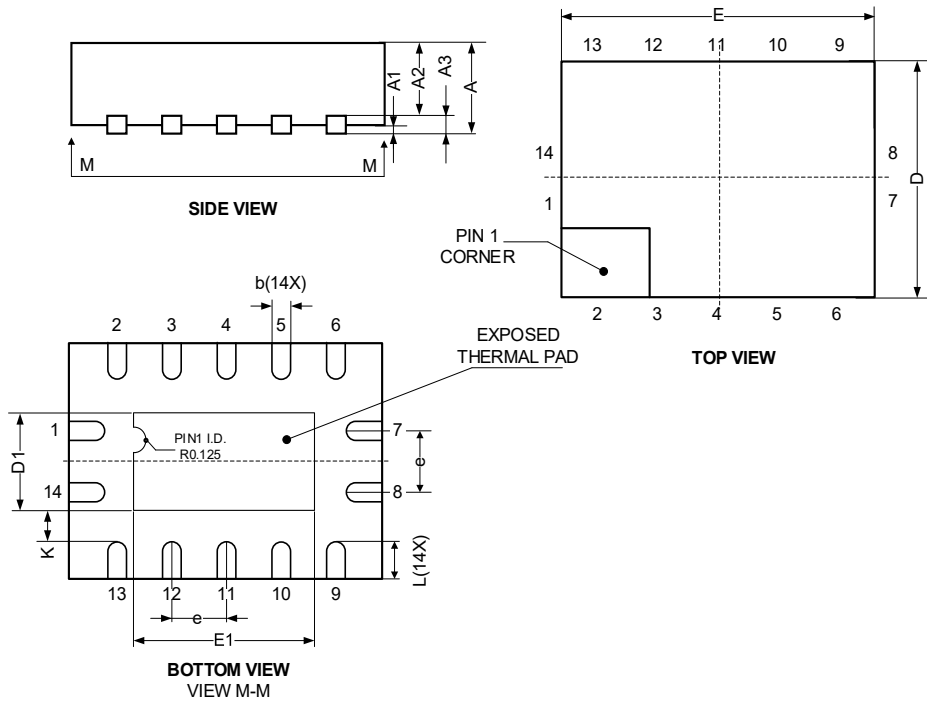 A1
A2
A3
A
M
M
SIDE VIEW
E
13 12 11 10 9
14
8
D
1
7
PIN 1
CORNER
2 3 4 5 6
TOP VIEW
b(14X)
2 3 4 5 6
EXPOSED
THERMAL PAD
1
7
PIN1 I.D.
R0.125
D1
e
14
8
K
L(14X)
13 12 11 10 9
e
E1
BOTTOM VIEW
VIEW M-M